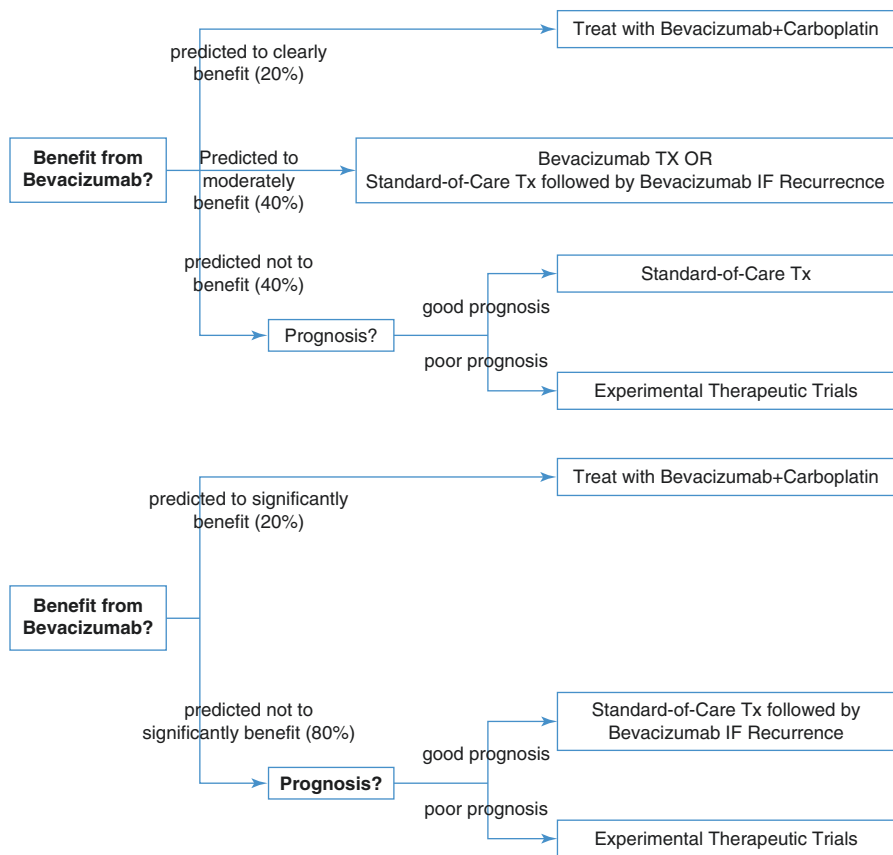 Treat with Bevacizumab+Carboplatin
predicted to clearly
benefit (20%)
Benefit from
Bevacizumab?
Predicted to
moderately
benefit (40%)
Bevacizumab TX OR
Standard-of-Care Tx followed by Bevacizumab IF Recurrecnce
predicted not to
benefit (40%)
Standard-of-Care Tx
good prognosis
Prognosis?
poor prognosis
Experimental Therapeutic Trials
Treat with Bevacizumab+Carboplatin
predicted to significantly
benefit (20%)
Benefit from
Bevacizumab?
predicted not to
significantly benefit (80%)
Standard-of-Care Tx followed by
Bevacizumab IF Recurrence
good prognosis
Prognosis?
poor prognosis
Experimental Therapeutic Trials